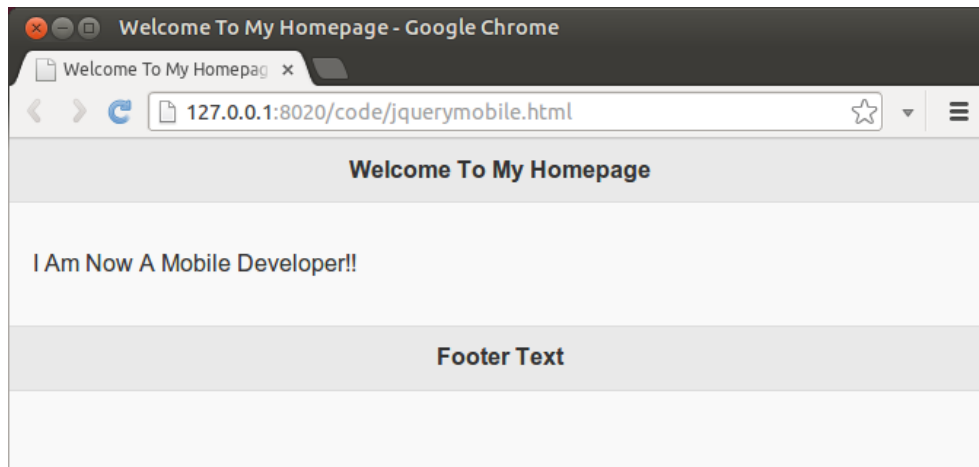 Welcome To My Homepage - Google Chrome
Welcome To My Homepag
127.0.0.1:8020/code/jquerymobile.html
Welcome To My Homepage
I Am Now A Mobile Developer!!
Footer Text